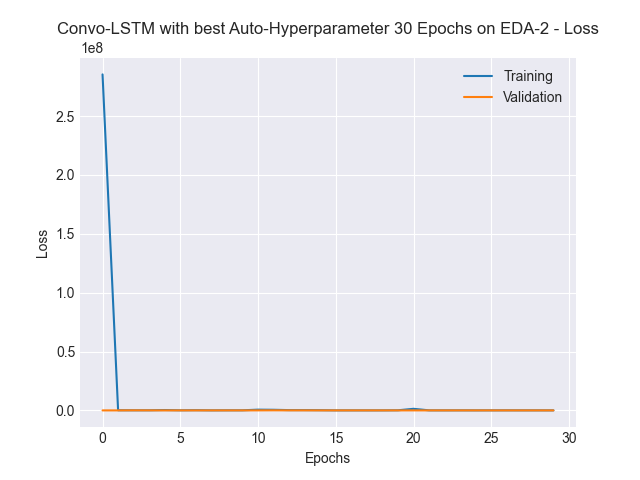 Convo-LSTM with best Auto-Hyperparameter 30 Epochs on EDA-2 - Loss
1e8
Training
Validation
2.5
2.0
1.5
1.0
0.5
0.0
Loss
0 5 10 15 20 25 30
Epochs